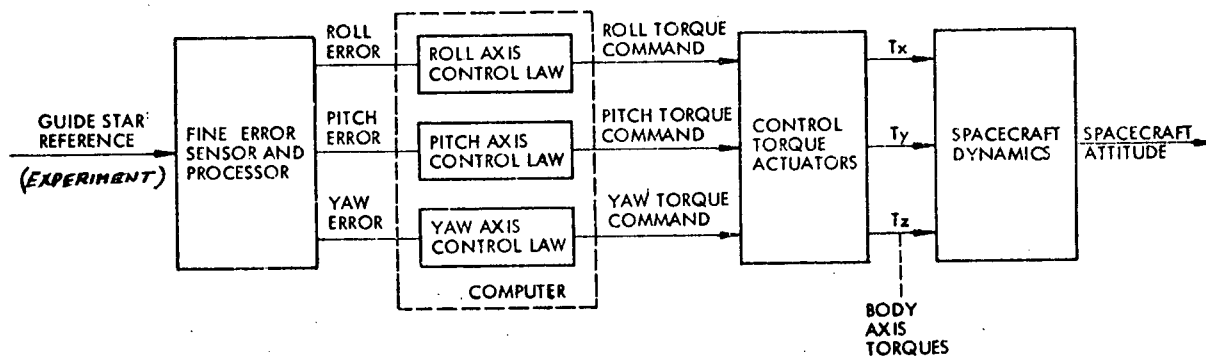 ROLL
ERROR
ROLL AXIS
CONTROL LAW
ROLL TORQUE
COMMAND
GUIDE STAR
REFERENCE
(EXPERIMENT)
FINE ERROR
SENSOR AND
PROCESSOR
PITCH
ERROR
PITCH AXIS
CONTROL LAW
PITCH TORQUE
COMMAND
YAW
ERROR
YAW AXIS
CONTROL LAW
YAW TORQUE
COMMAND
COMPUTER
CONTROL
TORQUE
ACTUATORS
Tx
Ty
Tz
BODY
AXIS
TORQUES
SPACECRAFT
DYNAMICS
SPACECRAFT
ATTITUDE